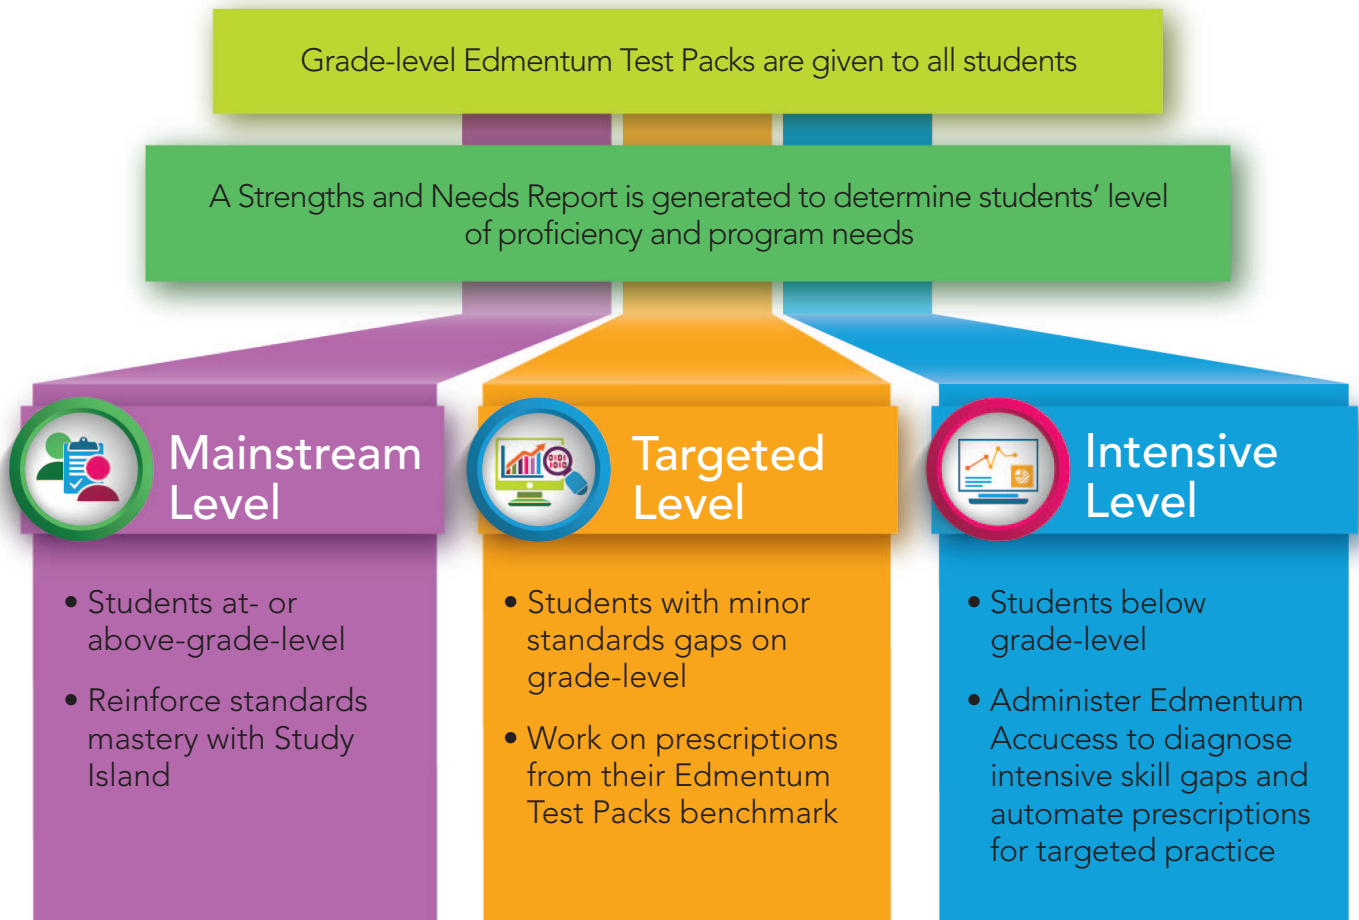 Grade-level Edmentum Test Packs are given to all students
A Strengths and Needs Report is generated to determine students’ level
of proficiency and program needs
Mainstream
Level
• Students at- or
above-grade-level
• Reinforce standards
mastery with Study
Island
Targeted
Level
• Students with minor
standards gaps on
grade-level
• Work on prescriptions
from their Edmentum
Test Packs benchmark
Intensive
Level
• Students below
grade-level
• Administer Edmentum
Accucess to diagnose
intensive skill gaps and
automate prescriptions
for targeted practice